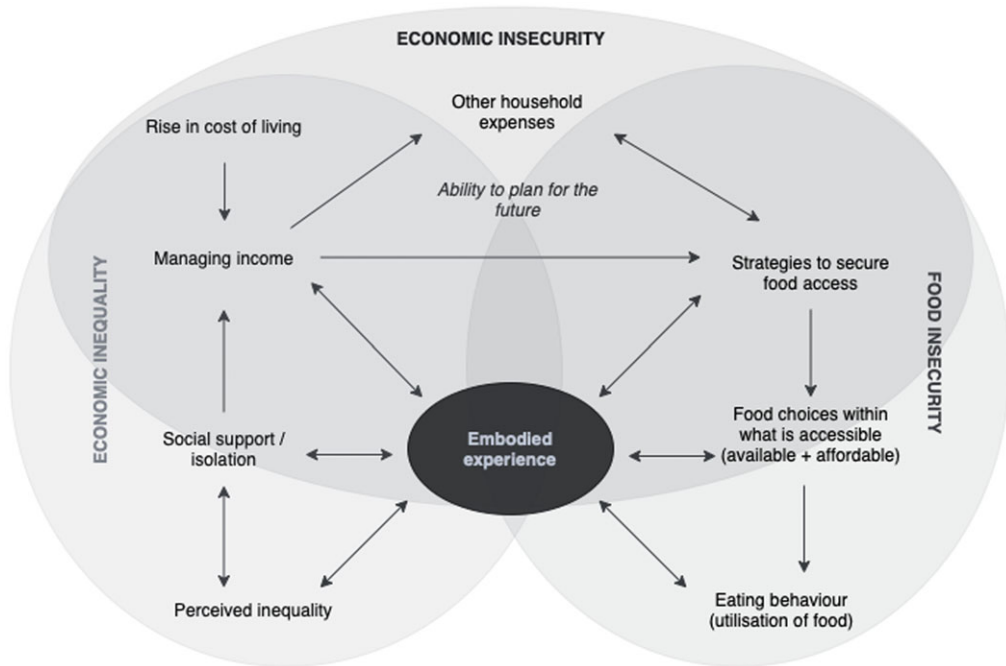 ECONOMIC INSECURITY
Other household
expenses
Rise in cost of living
Ability to plan for the
future
Managing income
Strategies to secure
food access
ECONOMIC INEQUALITY
FOOD INSECURITY
Food choices within
what is accessible
(available + affordable)
Social support /
isolation
Embodied
experience
Perceived inequality
Eating behaviour
(utilisation of food)